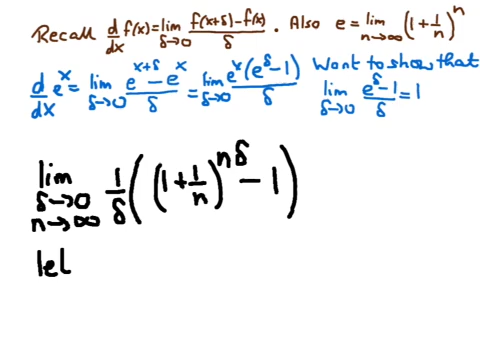 Recall d/dx f(x) = lim δ→0 (f(x+δ) - f(x))/δ . Also e = lim n→∞ (1 + 1/n)^n
d/dx e^x = lim δ→0 (e^(x+δ) - e^x)/δ = lim δ→0 e^x(e^δ - 1)/δ Want to show that
lim δ→0 (e^δ - 1)/δ = 1
lim δ→0 n→∞ 1/δ ((1 + 1/n)^(nδ) - 1)